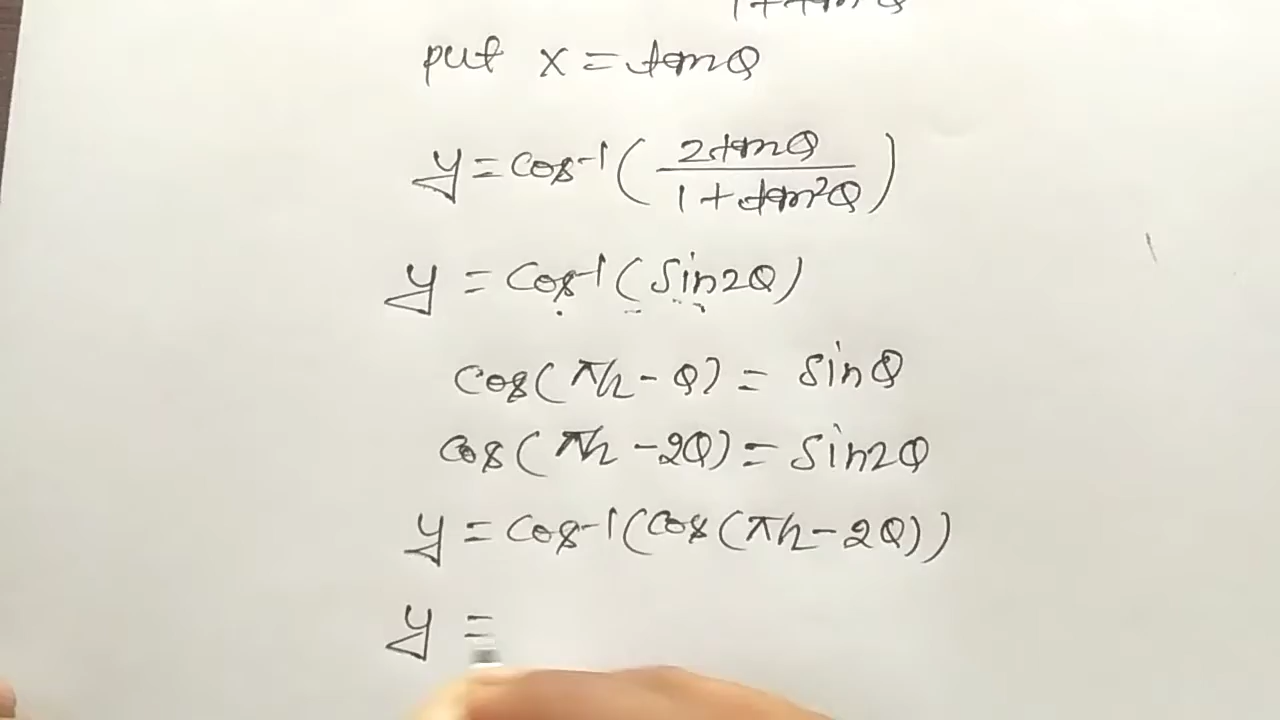 put x = tanθ
y = cos⁻¹( 2tanθ / 1 + tan²θ )
y = cos⁻¹(sin2θ)
cos(π/2 - θ) = sinθ
cos(π/2 - 2θ) = sin2θ
y = cos⁻¹(cos(π/2 - 2θ))
y =